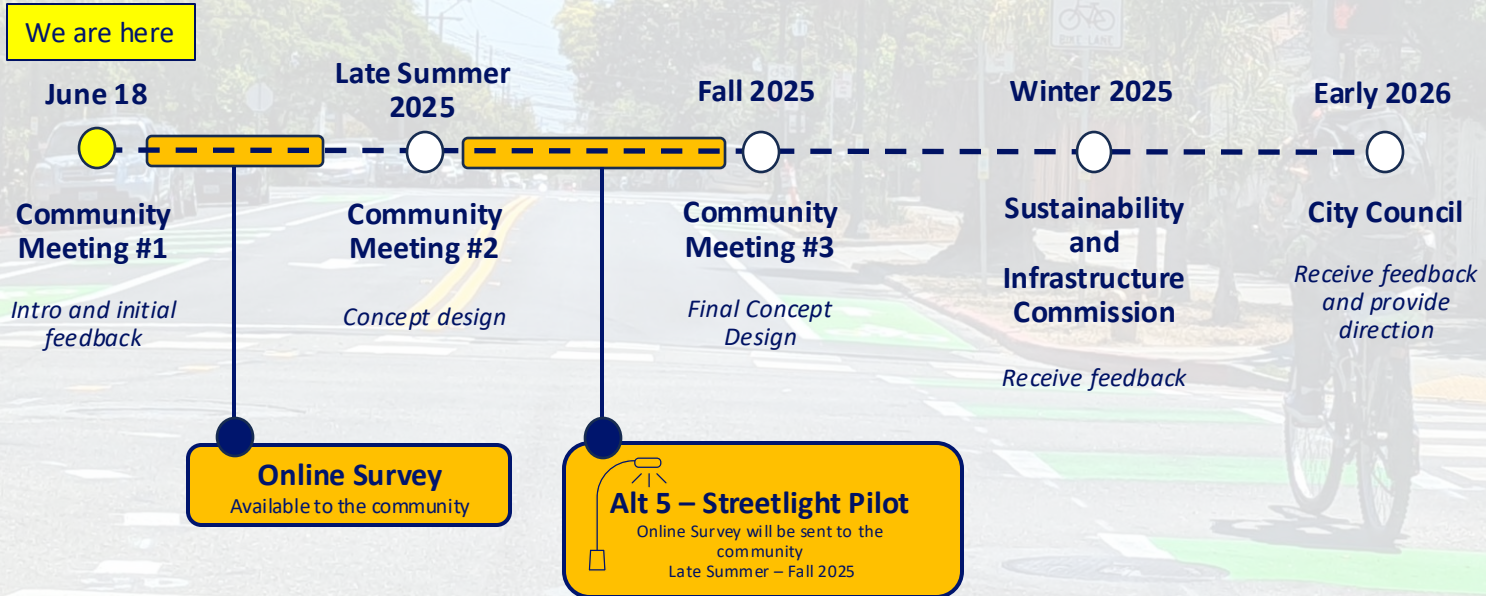 We are here
June 18
Late Summer
2025
Fall 2025
Winter 2025
Early 2026
Community
Meeting #1
Intro and initial
feedback
Community
Meeting #2
Concept design
Community
Meeting #3
Final Concept
Design
Sustainability
and
Infrastructure
Commission
Receive feedback
City Council
Receive feedback
and provide
direction
Online Survey
Available to the community
Alt 5 – Streetlight Pilot
Online Survey will be sent to the
community
Late Summer – Fall 2025
BIKE LANE